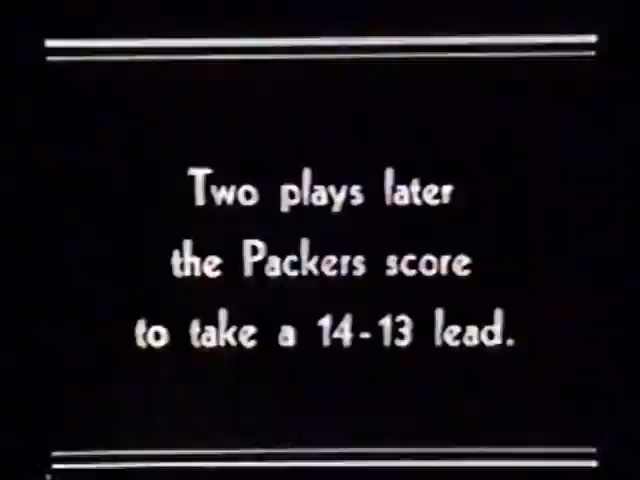 Two plays later
the Packers score
to take a 14-13 lead.